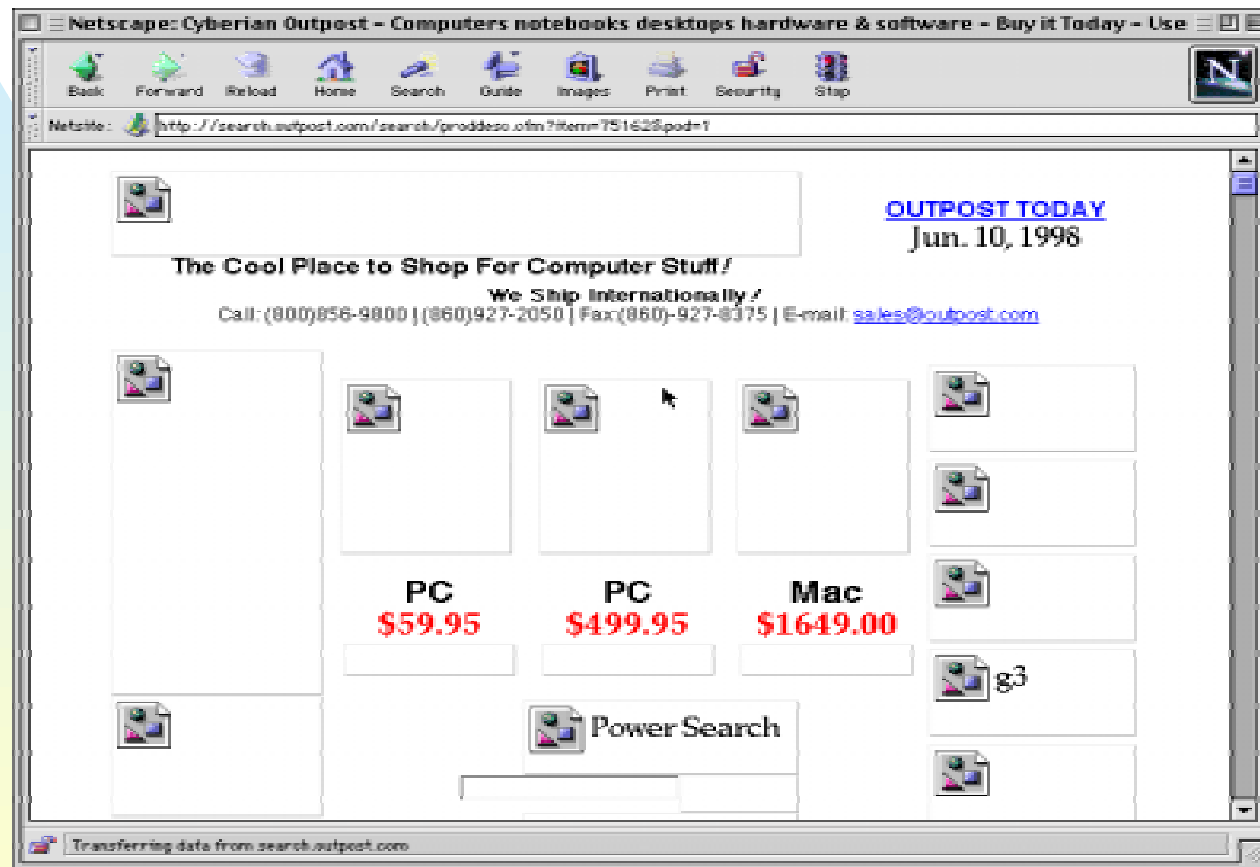 Netscape: Cyberian Outpost - Computers notebooks desktops hardware & software - Buy it Today - Use
Back Forward Reload Home Search Guide Images Print Security Stop
N
Netsite: http://search.outpost.com/search/proddesc.cfm?item=75162&pod=1
OUTPOST TODAY
Jun. 10, 1998
The Cool Place to Shop For Computer Stuff!
We Ship Internationally!
Call: (800)856-9800 | (860)927-2050 | Fax:(860)-927-8375 | E-mail: sales@outpost.com
PC PC Mac
$59.95 $499.95 $1649.00
g3
Power Search
Transferring data from search.outpost.com